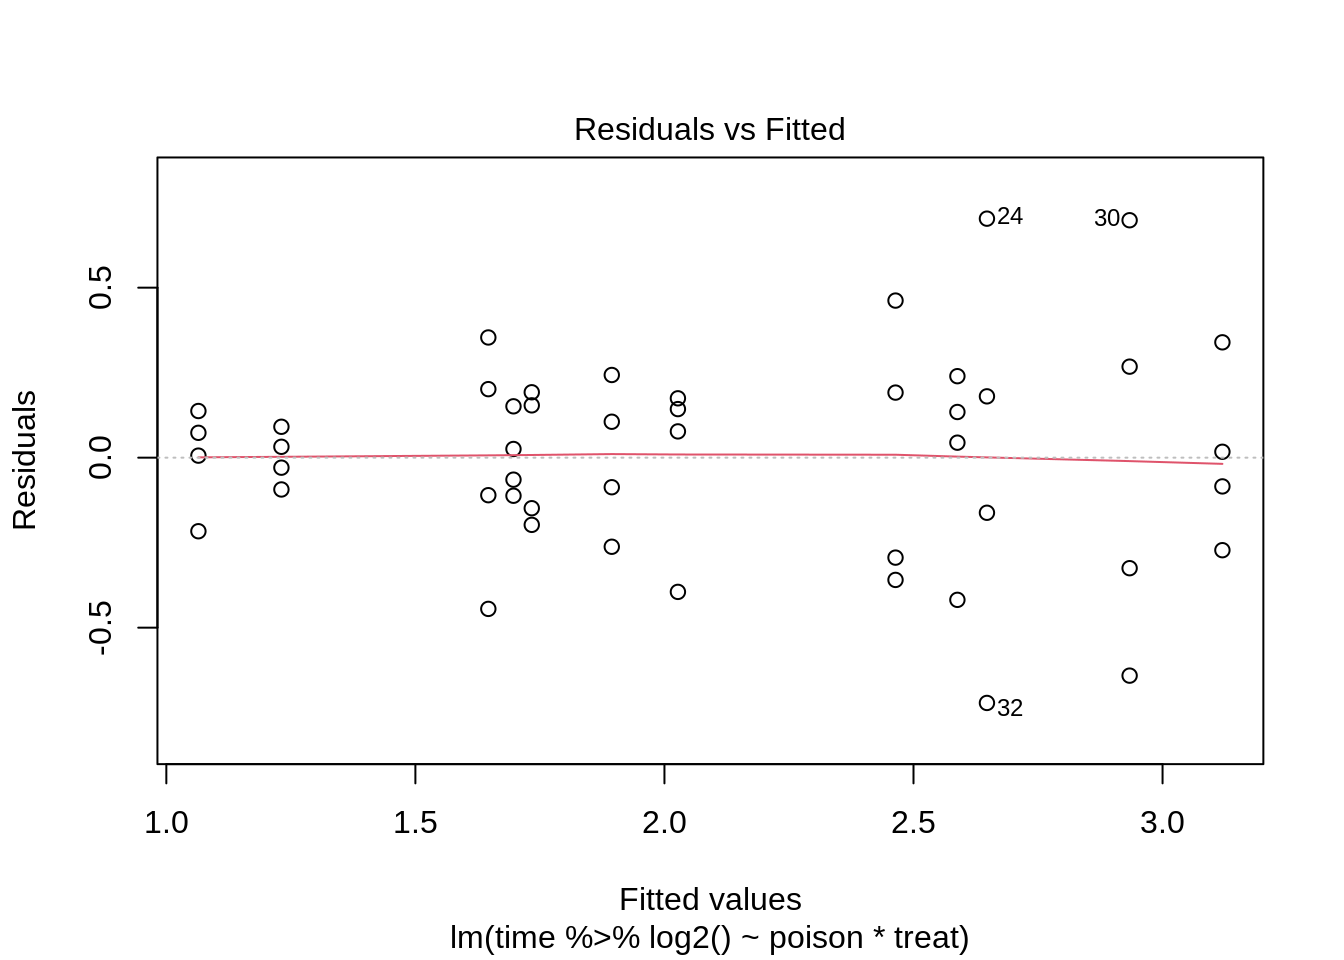 Residuals vs Fitted
24
30
0.5
0.0
-0.5
Residuals
32
1.0 1.5 2.0 2.5 3.0
Fitted values
lm(time %>% log2() ~ poison * treat)